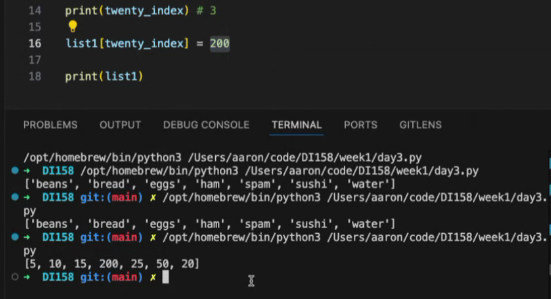 14 print(twenty_index) # 3
15
16 list1[twenty_index] = 200
17
18 print(list1)
PROBLEMS OUTPUT DEBUG CONSOLE TERMINAL PORTS GITLENS
/opt/homebrew/bin/python3 /Users/aaron/code/DI158/week1/day3.py
➜ DI158 /opt/homebrew/bin/python3 /Users/aaron/code/DI158/week1/day3.py
['beans', 'bread', 'eggs', 'ham', 'spam', 'sushi', 'water']
➜ DI158 git:(main) ✗ /opt/homebrew/bin/python3 /Users/aaron/code/DI158/week1/day3.
py
['beans', 'bread', 'eggs', 'ham', 'spam', 'sushi', 'water']
➜ DI158 git:(main) ✗ /opt/homebrew/bin/python3 /Users/aaron/code/DI158/week1/day3.
py
[5, 10, 15, 200, 25, 50, 20]
➜ DI158 git:(main) ✗